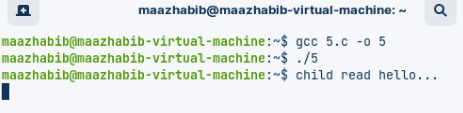 maazhabib@maazhabib-virtual-machine: ~
maazhabib@maazhabib-virtual-machine:~$ gcc 5.c -o 5
maazhabib@maazhabib-virtual-machine:~$ ./5
maazhabib@maazhabib-virtual-machine:~$ child read hello...